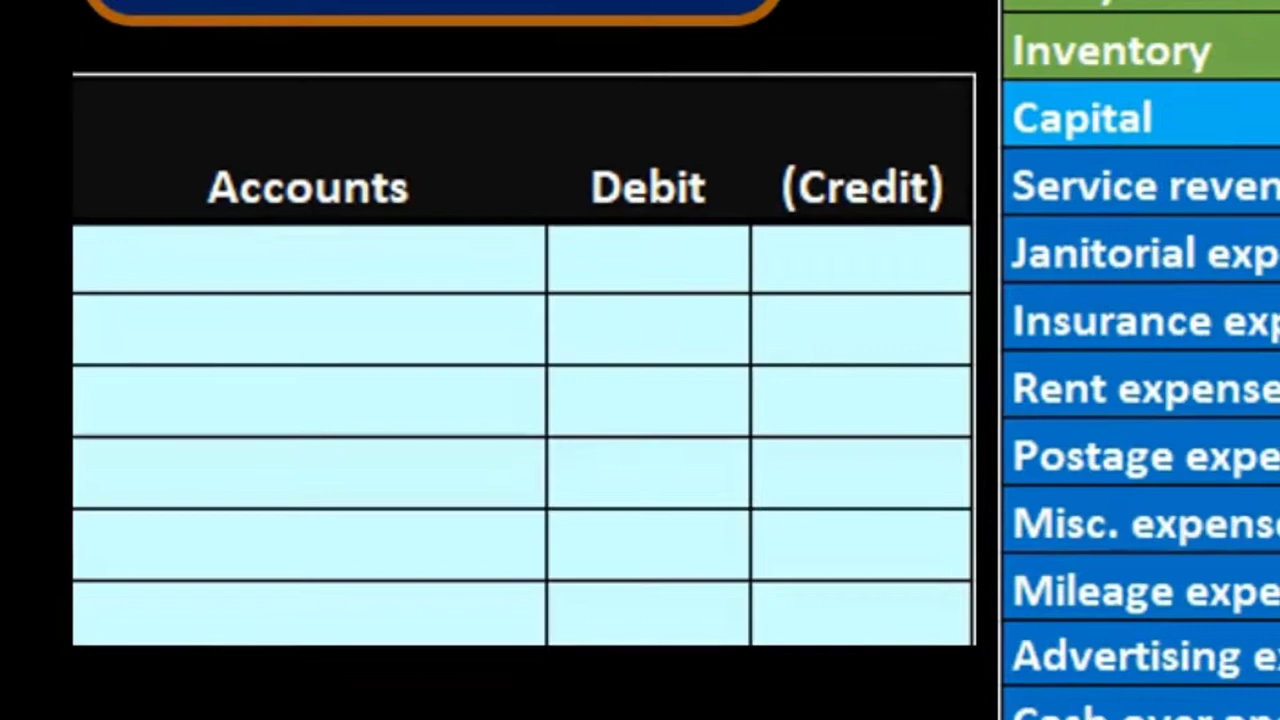 Accounts Debit (Credit)
Inventory
Capital
Service reven
Janitorial exp
Insurance exp
Rent expense
Postage expe
Misc. expens
Mileage expe
Advertising e